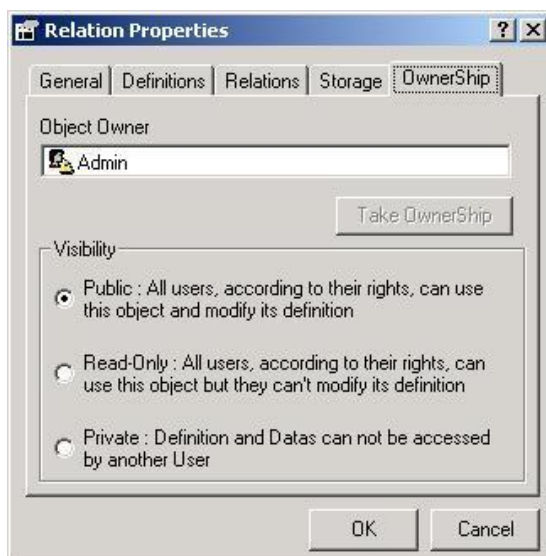 Relation Properties
General Definitions Relations Storage OwnerShip
Object Owner
Admin
Take OwnerShip
Visibility
Public : All users, according to their rights, can use
this object and modify its definition
Read-Only : All users, according to their rights, can
use this object but they can't modify its definition
Private : Definition and Datas can not be accessed
by another User
OK Cancel